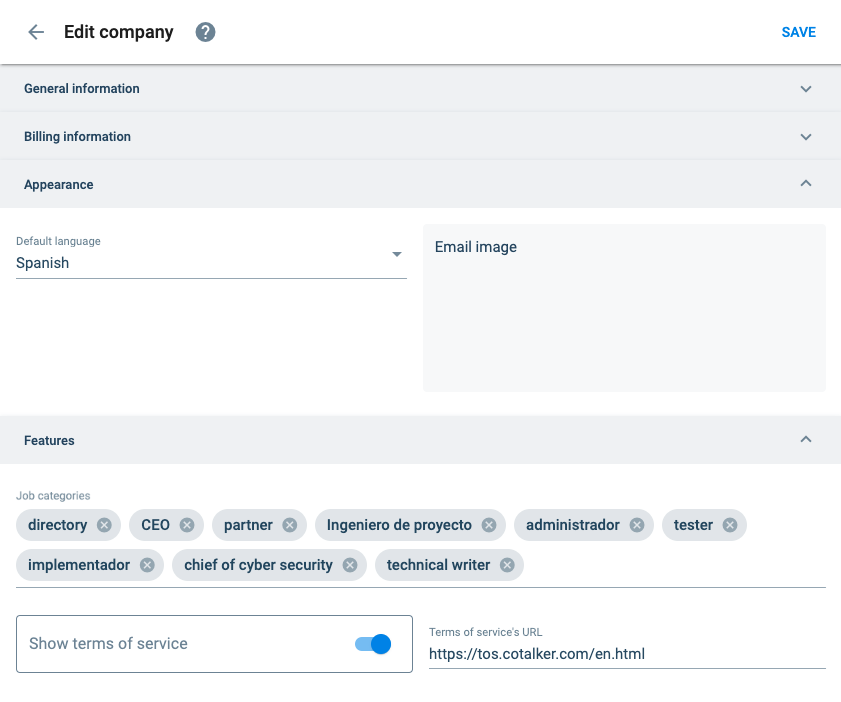 Edit company
SAVE
General information
Billing information
Appearance
Default language
Spanish
Email image
Features
Job categories
directory CEO partner Ingeniero de proyecto administrador tester
implementador chief of cyber security technical writer
Show terms of service
Terms of service's URL
https://tos.cotalker.com/en.html